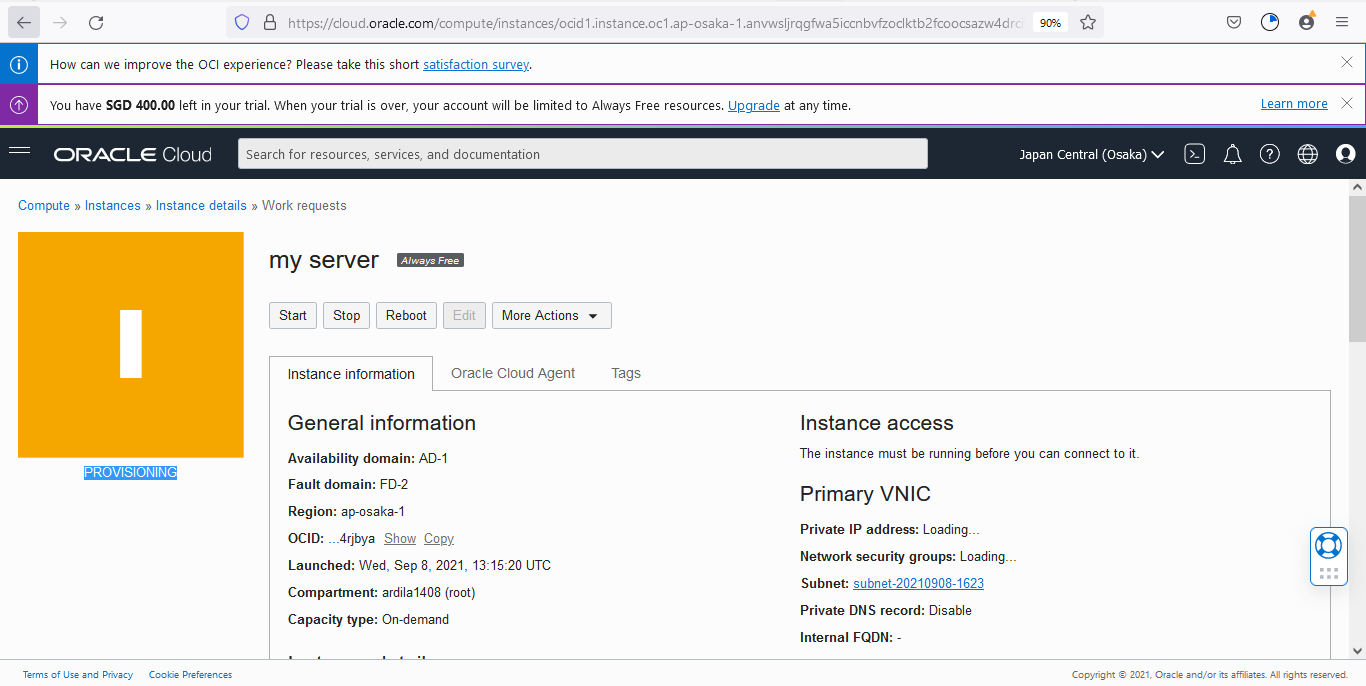 https://cloud.oracle.com/compute/instances/ocid1.instance.oc1.ap-osaka-1.anvwsljrqgfwa5iccnbvfzoclktb2fcoocsazw4drc 90%
How can we improve the OCI experience? Please take this short satisfaction survey.
You have SGD 400.00 left in your trial. When your trial is over, your account will be limited to Always Free resources. Upgrade at any time. Learn more
ORACLE Cloud Search for resources, services, and documentation Japan Central (Osaka)
Compute » Instances » Instance details » Work requests
I
PROVISIONING
my server Always Free
Start Stop Reboot Edit More Actions
Instance information Oracle Cloud Agent Tags
General information
Availability domain: AD-1
Fault domain: FD-2
Region: ap-osaka-1
OCID: ...4rjbya Show Copy
Launched: Wed, Sep 8, 2021, 13:15:20 UTC
Compartment: ardila1408 (root)
Capacity type: On-demand
Instance access
The instance must be running before you can connect to it.
Primary VNIC
Private IP address: Loading...
Network security groups: Loading...
Subnet: subnet-20210908-1623
Private DNS record: Disable
Internal FQDN: -
Terms of Use and Privacy Cookie Preferences Copyright © 2021, Oracle and/or its affiliates. All rights reserved.